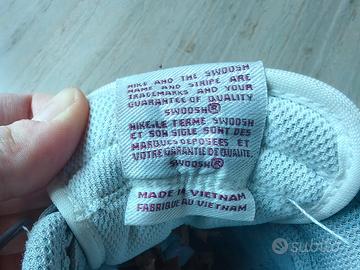 NIKE AND THE SWOOSH
NAME AND STRIPE ARE
TRADEMARKS AND YOUR
GUARANTEE OF QUALITY
SWOOSH®
NIKE, LE TERME SWOOSH
ET SON SIGLE SONT DES
MARQUES DEPOSEES ET
VOTRE GARANTIE DE QUALITE
SWOOSH®
MADE IN VIETNAM
FABRIQUE AU VIETNAM
subito